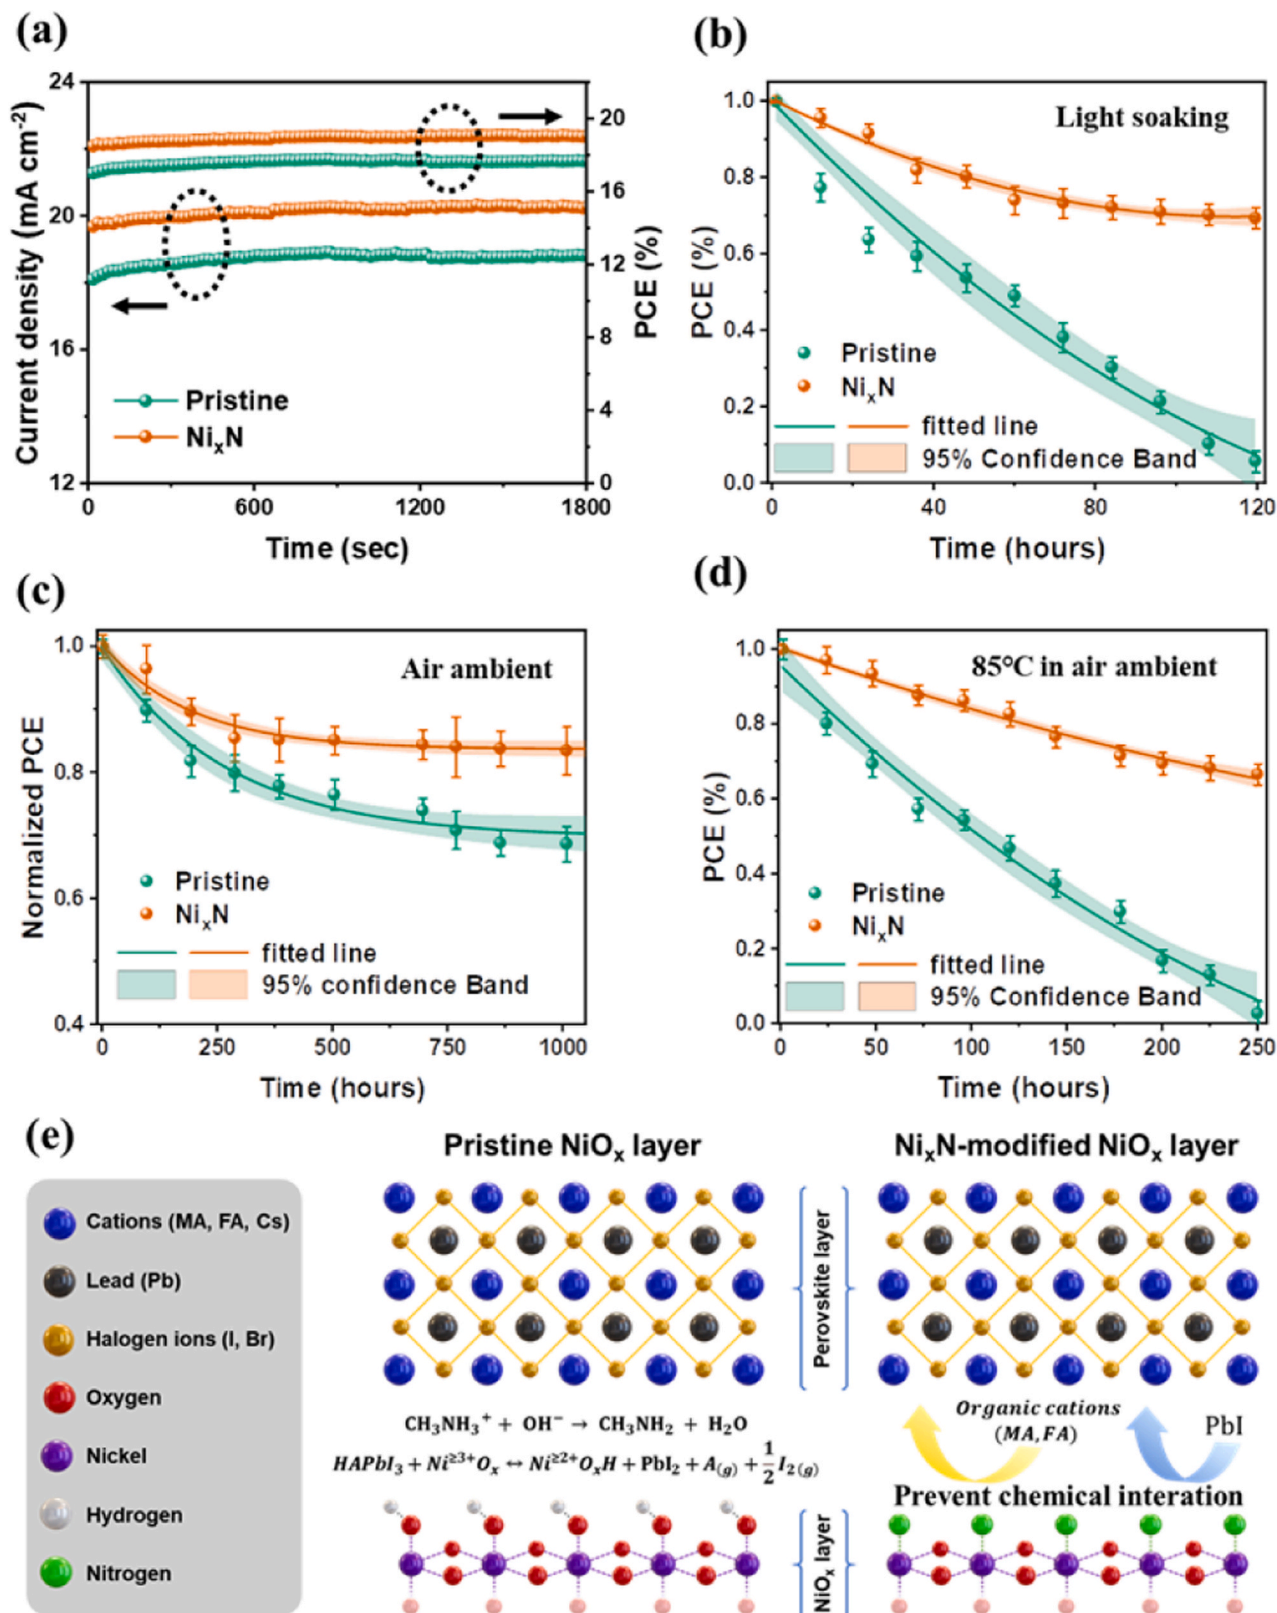 (a)
24
20
16
12
Current density (mA cm⁻²)
20
16
12
8
4
0
PCE (%)
Pristine
NiₓN
0 600 1200 1800
Time (sec)
(b)
1.0
0.8
0.6
0.4
0.2
0.0
PCE (%)
Light soaking
Pristine
NiₓN
fitted line
95% Confidence Band
0 40 80 120
Time (hours)
(c)
1.0
0.8
0.6
0.4
Normalized PCE
Air ambient
Pristine
NiₓN
fitted line
95% confidence Band
0 250 500 750 1000
Time (hours)
(d)
1.0
0.8
0.6
0.4
0.2
0.0
PCE (%)
85°C in air ambient
Pristine
NiₓN
fitted line
95% Confidence Band
0 50 100 150 200 250
Time (hours)
(e)
Pristine NiOₓ layer
NiₓN-modified NiOₓ layer
Cations (MA, FA, Cs)
Lead (Pb)
Halogen ions (I, Br)
Oxygen
Nickel
Hydrogen
Nitrogen
Perovskite layer
CH₃NH₃⁺ + OH⁻ → CH₃NH₂ + H₂O
HAPbI₃ + Ni≥³⁺Oₓ ↔ Ni≥²⁺OₓH + PbI₂ + A₍g₎ + 1/2 I₂₍g₎
Organic cations
(MA,FA)
PbI
Prevent chemical interation
NiOₓ layer